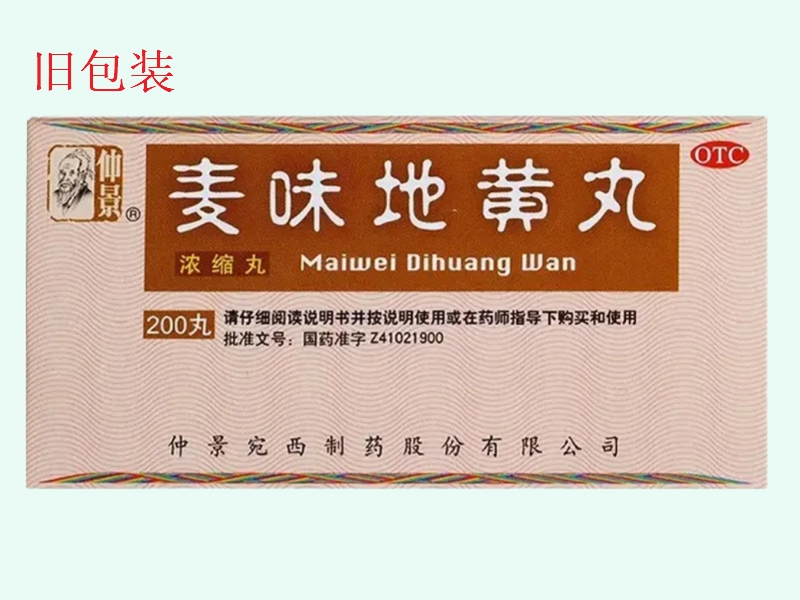 旧包装
仲景
®
OTC
麦味地黄丸
浓缩丸 Maiwei Dihuang Wan
200丸
请仔细阅读说明书并按说明使用或在药师指导下购买和使用
批准文号：国药准字 Z41021900
仲景宛西制药股份有限公司